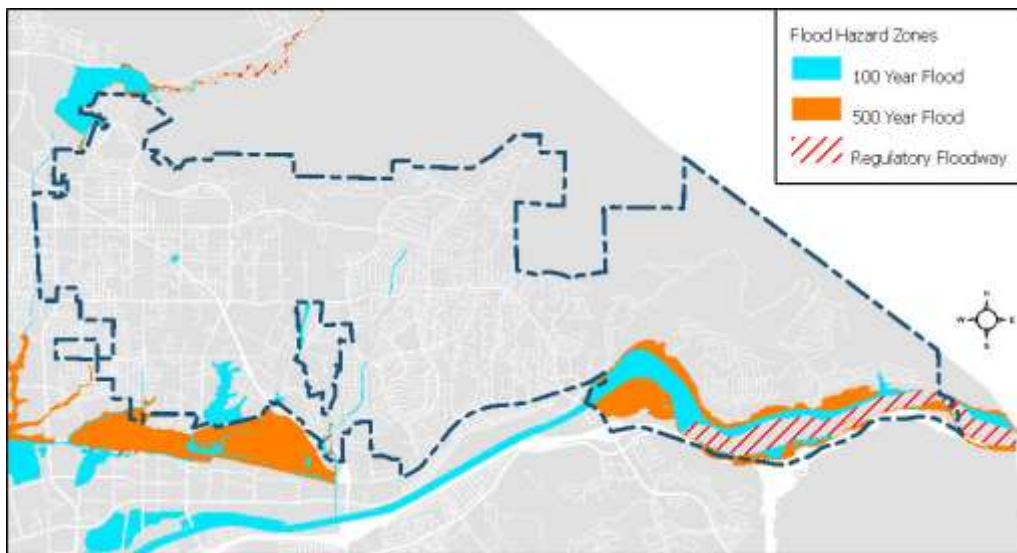 Flood Hazard Zones
100 Year Flood
500 Year Flood
Regulatory Floodway
N
W E
S